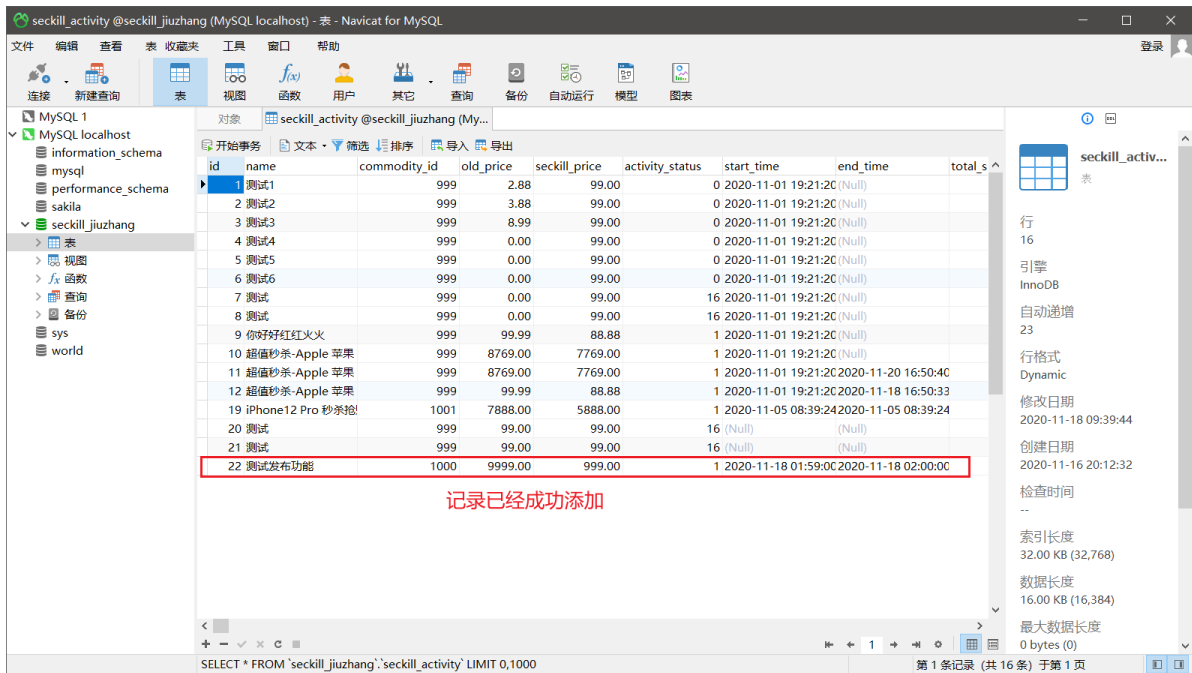 seckill_activity @seckill_jiuzhang (MySQL localhost) - 表 - Navicat for MySQL
文件 编辑 查看 表 收藏夹 工具 窗口 帮助 登录
连接 新建查询 表 视图 函数 用户 其它 查询 备份 自动运行 模型 图表
MySQL 1
MySQL localhost
information_schema
mysql
performance_schema
sakila
seckill_jiuzhang
表
视图
函数
查询
备份
sys
world
对象 seckill_activity @seckill_jiuzhang (My...
开始事务 文本 筛选 排序 导入 导出
id name commodity_id old_price seckill_price activity_status start_time end_time total_s
1 测试1 999 2.88 99.00 0 2020-11-01 19:21:20 (Null)
2 测试2 999 3.88 99.00 0 2020-11-01 19:21:20 (Null)
3 测试3 999 8.99 99.00 0 2020-11-01 19:21:20 (Null)
4 测试4 999 0.00 99.00 0 2020-11-01 19:21:20 (Null)
5 测试5 999 0.00 99.00 0 2020-11-01 19:21:20 (Null)
6 测试6 999 0.00 99.00 0 2020-11-01 19:21:20 (Null)
7 测试 999 0.00 99.00 16 2020-11-01 19:21:20 (Null)
8 测试 999 0.00 99.00 16 2020-11-01 19:21:20 (Null)
9 你好好红红火火 999 99.99 88.88 1 2020-11-01 19:21:20 (Null)
10 超值秒杀-Apple 苹果 999 8769.00 7769.00 1 2020-11-01 19:21:20 (Null)
11 超值秒杀-Apple 苹果 999 8769.00 7769.00 1 2020-11-01 19:21:20 2020-11-20 16:50:40
12 超值秒杀-Apple 苹果 999 99.99 88.88 1 2020-11-01 19:21:20 2020-11-18 16:50:33
19 iPhone12 Pro 秒杀抢 1001 7888.00 5888.00 1 2020-11-05 08:39:24 2020-11-05 08:39:24
20 测试 999 99.00 99.00 16 (Null) (Null)
21 测试 999 99.00 99.00 16 (Null) (Null)
22 测试发布功能 1000 9999.00 999.00 1 2020-11-18 01:59:00 2020-11-18 02:00:00
记录已经成功添加
1
SELECT * FROM `seckill_jiuzhang`.`seckill_activity` LIMIT 0,1000
第 1 条记录 (共 16 条) 于第 1 页
seckill_activ...
表
行
16
引擎
InnoDB
自动递增
23
行格式
Dynamic
修改日期
2020-11-18 09:39:44
创建日期
2020-11-16 20:12:32
检查时间
--
索引长度
32.00 KB (32,768)
数据长度
16.00 KB (16,384)
最大数据长度
0 bytes (0)